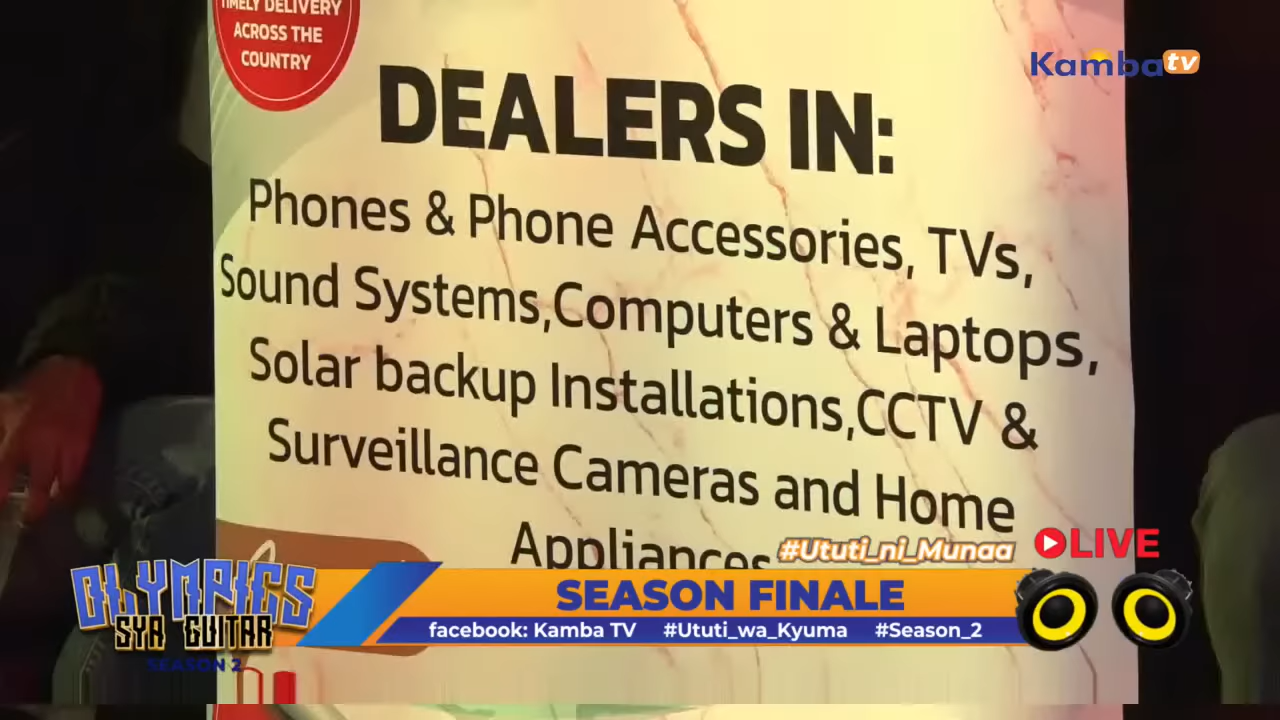 TIMELY DELIVERY
ACROSS THE
COUNTRY
Kamba tv
DEALERS IN:
Phones & Phone Accessories, TVs,
Sound Systems,Computers & Laptops,
Solar backup Installations,CCTV &
Surveillance Cameras and Home
Appliances
#Ututi_ni_Munaa
LIVE
OLYMPICS
SYA GUITAR
SEASON 2
SEASON FINALE
facebook: Kamba TV #Ututi_wa_Kyuma #Season_2